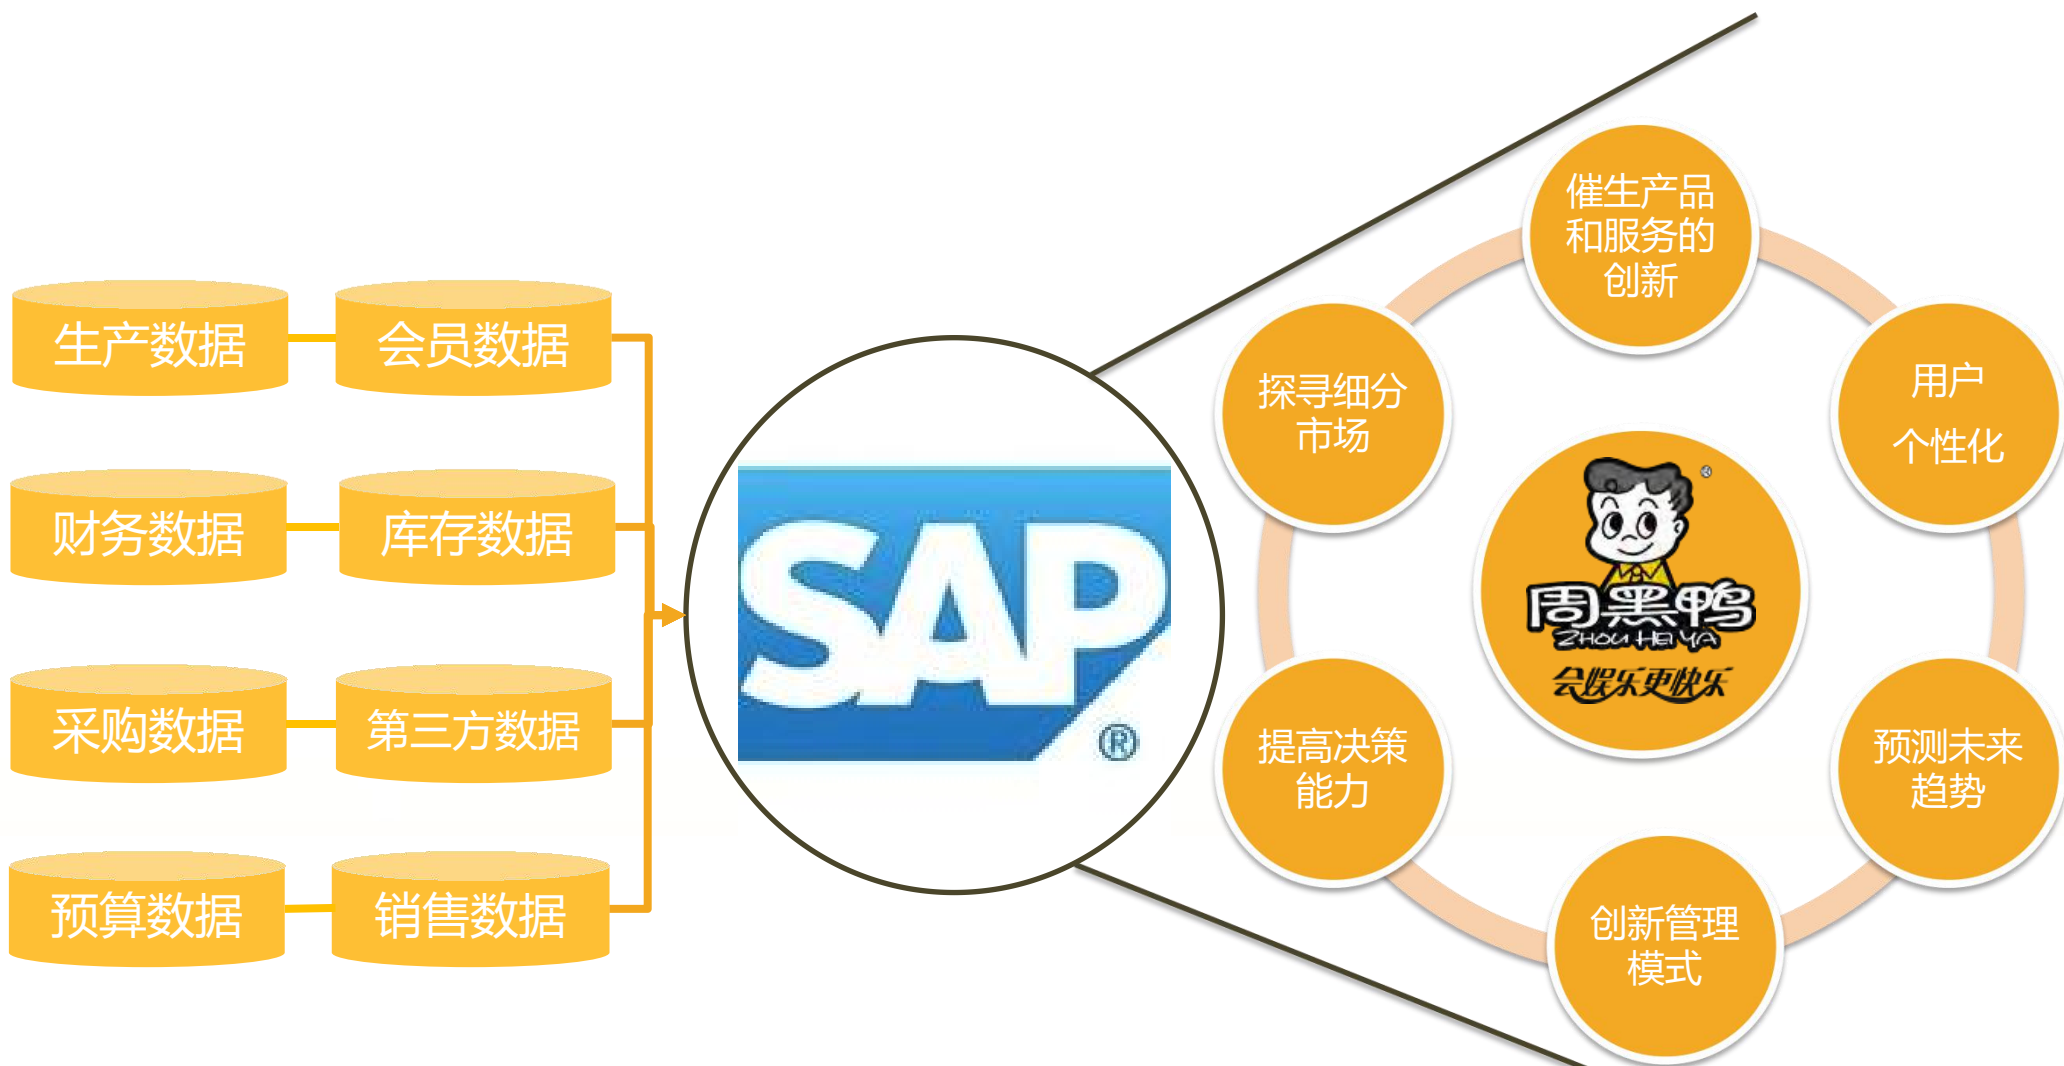 生产数据
会员数据
财务数据
库存数据
采购数据
第三方数据
预算数据
销售数据
SAP
®
催生产品
和服务的
创新
用户
个性化
预测未来
趋势
创新管理
模式
提高决策
能力
探寻细分
市场
周黑鸭
ZHOU HEI YA
会娱乐更快乐